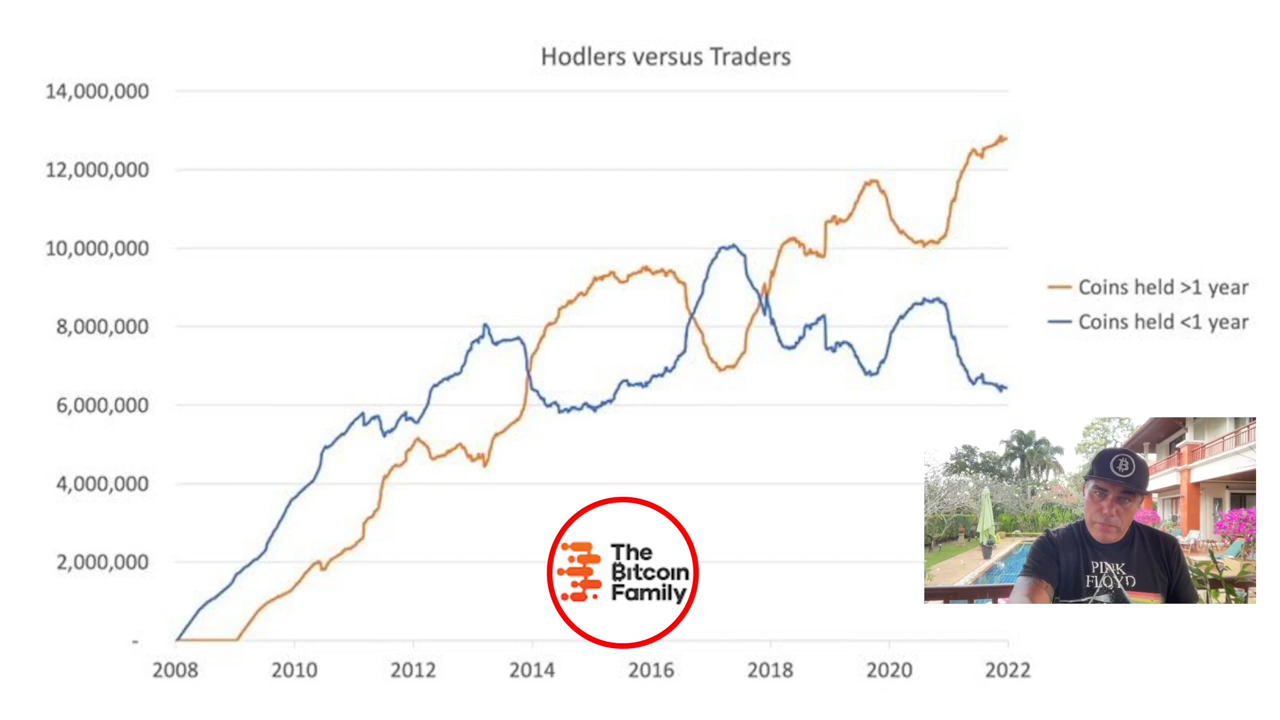 Hodlers versus Traders
14,000,000
12,000,000
10,000,000
8,000,000
6,000,000
4,000,000
2,000,000
-
2008 2010 2012 2014 2016 2018 2020 2022
Coins held >1 year
Coins held <1 year
The
Bitcoin
Family
PINK
FLOYD